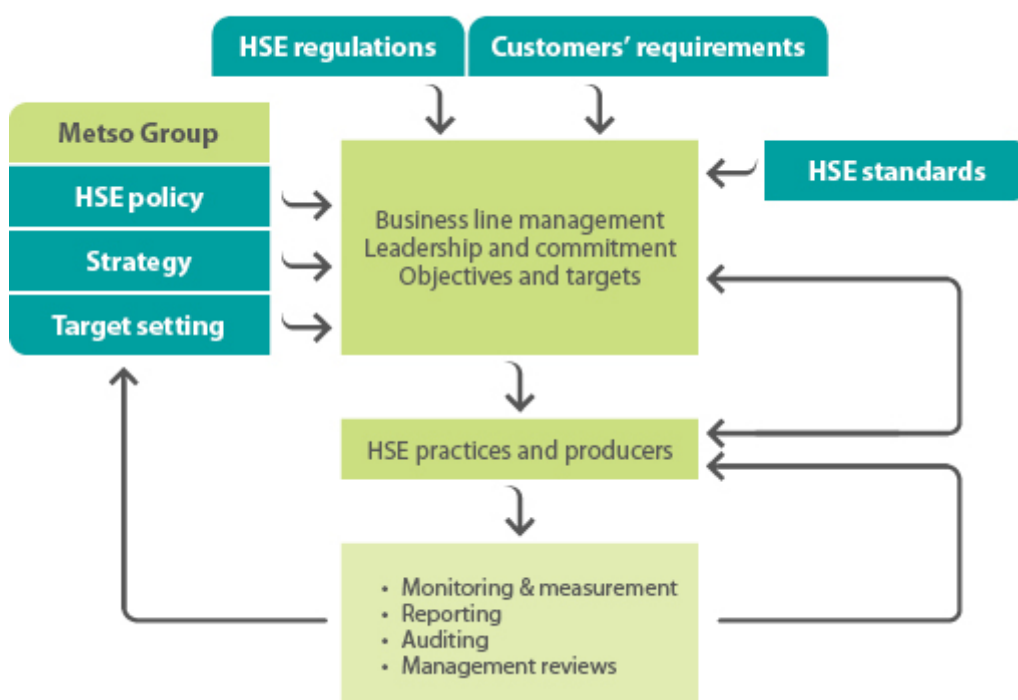 HSE regulations
Customers’ requirements
Metso Group
HSE policy
Strategy
Target setting
HSE standards
Business line management
Leadership and commitment
Objectives and targets
HSE practices and producers
• Monitoring & measurement
• Reporting
• Auditing
• Management reviews